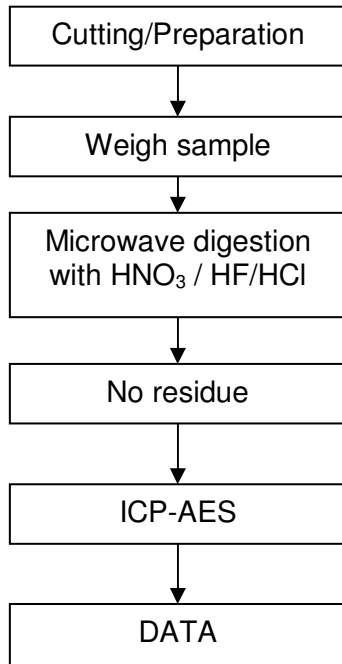 Cutting/Preparation
Weigh sample
Microwave digestion
with HNO₃ / HF/HCl
No residue
ICP-AES
DATA